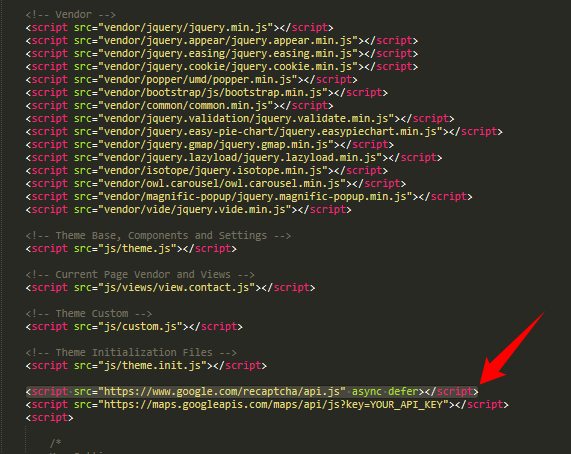 <!-- Vendor -->
<script src="vendor/jquery/jquery.min.js"></script>
<script src="vendor/jquery.appear/jquery.appear.min.js"></script>
<script src="vendor/jquery.easing/jquery.easing.min.js"></script>
<script src="vendor/jquery.cookie/jquery.cookie.min.js"></script>
<script src="vendor/popper/umd/popper.min.js"></script>
<script src="vendor/bootstrap/js/bootstrap.min.js"></script>
<script src="vendor/common/common.min.js"></script>
<script src="vendor/jquery.validation/jquery.validate.min.js"></script>
<script src="vendor/jquery.easy-pie-chart/jquery.easypiechart.min.js"></script>
<script src="vendor/jquery.gmap/jquery.gmap.min.js"></script>
<script src="vendor/jquery.lazyload/jquery.lazyload.min.js"></script>
<script src="vendor/isotope/jquery.isotope.min.js"></script>
<script src="vendor/owl.carousel/owl.carousel.min.js"></script>
<script src="vendor/magnific-popup/jquery.magnific-popup.min.js"></script>
<script src="vendor/vide/jquery.vide.min.js"></script>
<!-- Theme Base, Components and Settings -->
<script src="js/theme.js"></script>
<!-- Current Page Vendor and Views -->
<script src="js/views/view.contact.js"></script>
<!-- Theme Custom -->
<script src="js/custom.js"></script>
<!-- Theme Initialization Files -->
<script src="js/theme.init.js"></script>
<script src="https://www.google.com/recaptcha/api.js" async defer></script>
<script src="https://maps.googleapis.com/maps/api/js?key=YOUR_API_KEY"></script>
<script>
/*